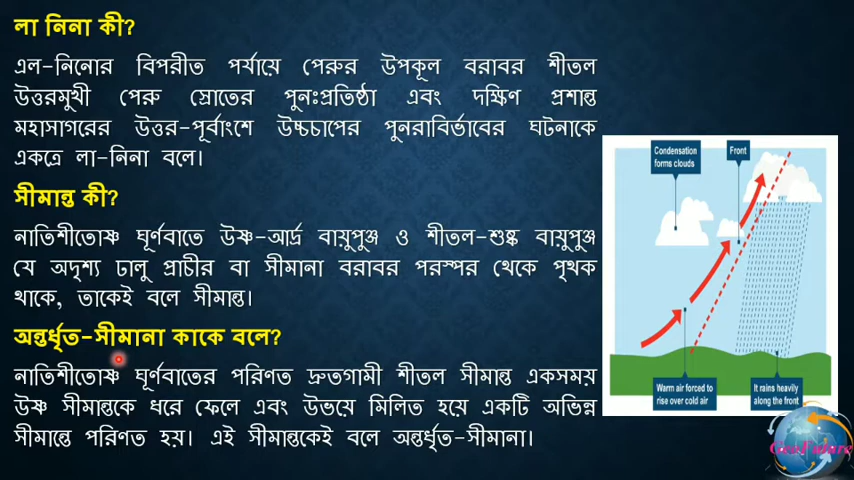 লা নিনা কী?
এল-নিনোর বিপরীত পর্যায়ে পেরুর উপকূল বরাবর শীতল
উত্তরমুখী পেরু স্রোতের পুনঃপ্রতিষ্ঠা এবং দক্ষিণ প্রশান্ত
মহাসাগরের উত্তর-পূর্বাংশে উচ্চচাপের পুনরাবির্ভাবের ঘটনাকে
একত্রে লা-নিনা বলে।
সীমান্ত কী?
নাতিশীতোষ্ণ ঘূর্ণবাতে উষ্ণ-আর্দ্র বায়ুপুঞ্জ ও শীতল-শুষ্ক বায়ুপুঞ্জ
যে অদৃশ্য ঢালু প্রাচীর বা সীমানা বরাবর পরস্পর থেকে পৃথক
থাকে, তাকেই বলে সীমান্ত।
অন্তর্ধৃত-সীমানা কাকে বলে?
নাতিশীতোষ্ণ ঘূর্ণবাতের পরিণত দ্রুতগামী শীতল সীমান্ত একসময়
উষ্ণ সীমান্তকে ধরে ফেলে এবং উভয়ে মিলিত হয়ে একটি অভিন্ন
সীমান্তে পরিণত হয়। এই সীমান্তকেই বলে অন্তর্ধৃত-সীমানা।
Condensation
forms clouds
Front
Warm air forced to
rise over cold air
It rains heavily
along the front